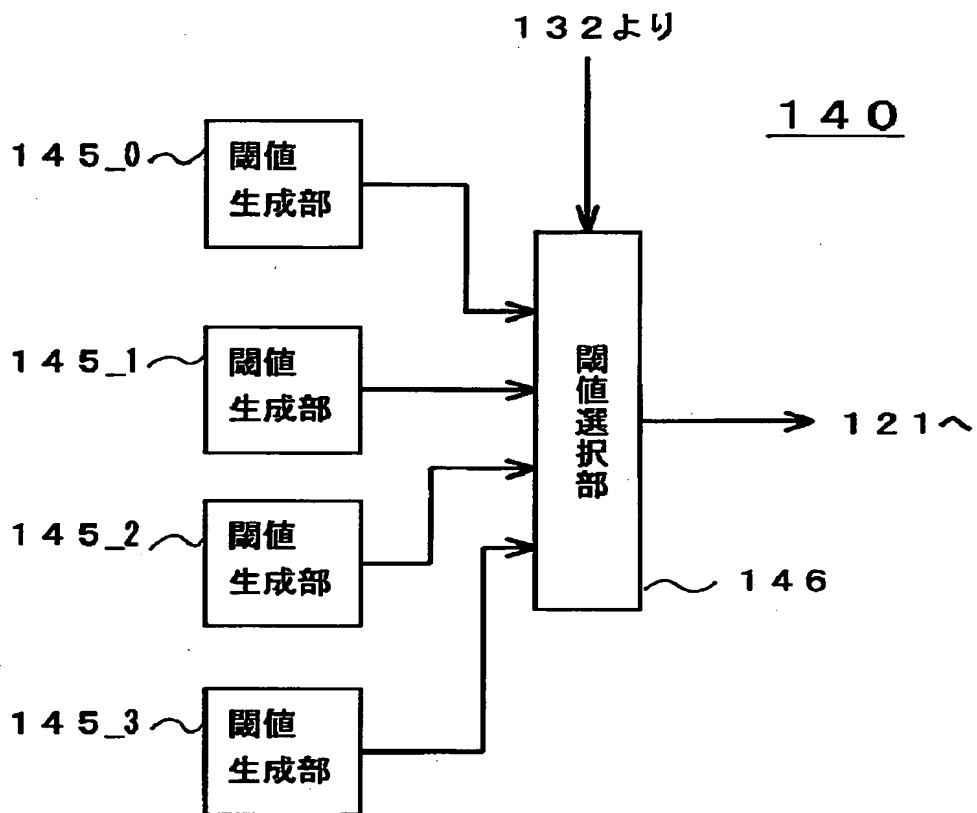 132より
140
145_0
閾値
生成部
145_1
閾値
生成部
閾値選択部
121へ
145_2
閾値
生成部
146
145_3
閾値
生成部